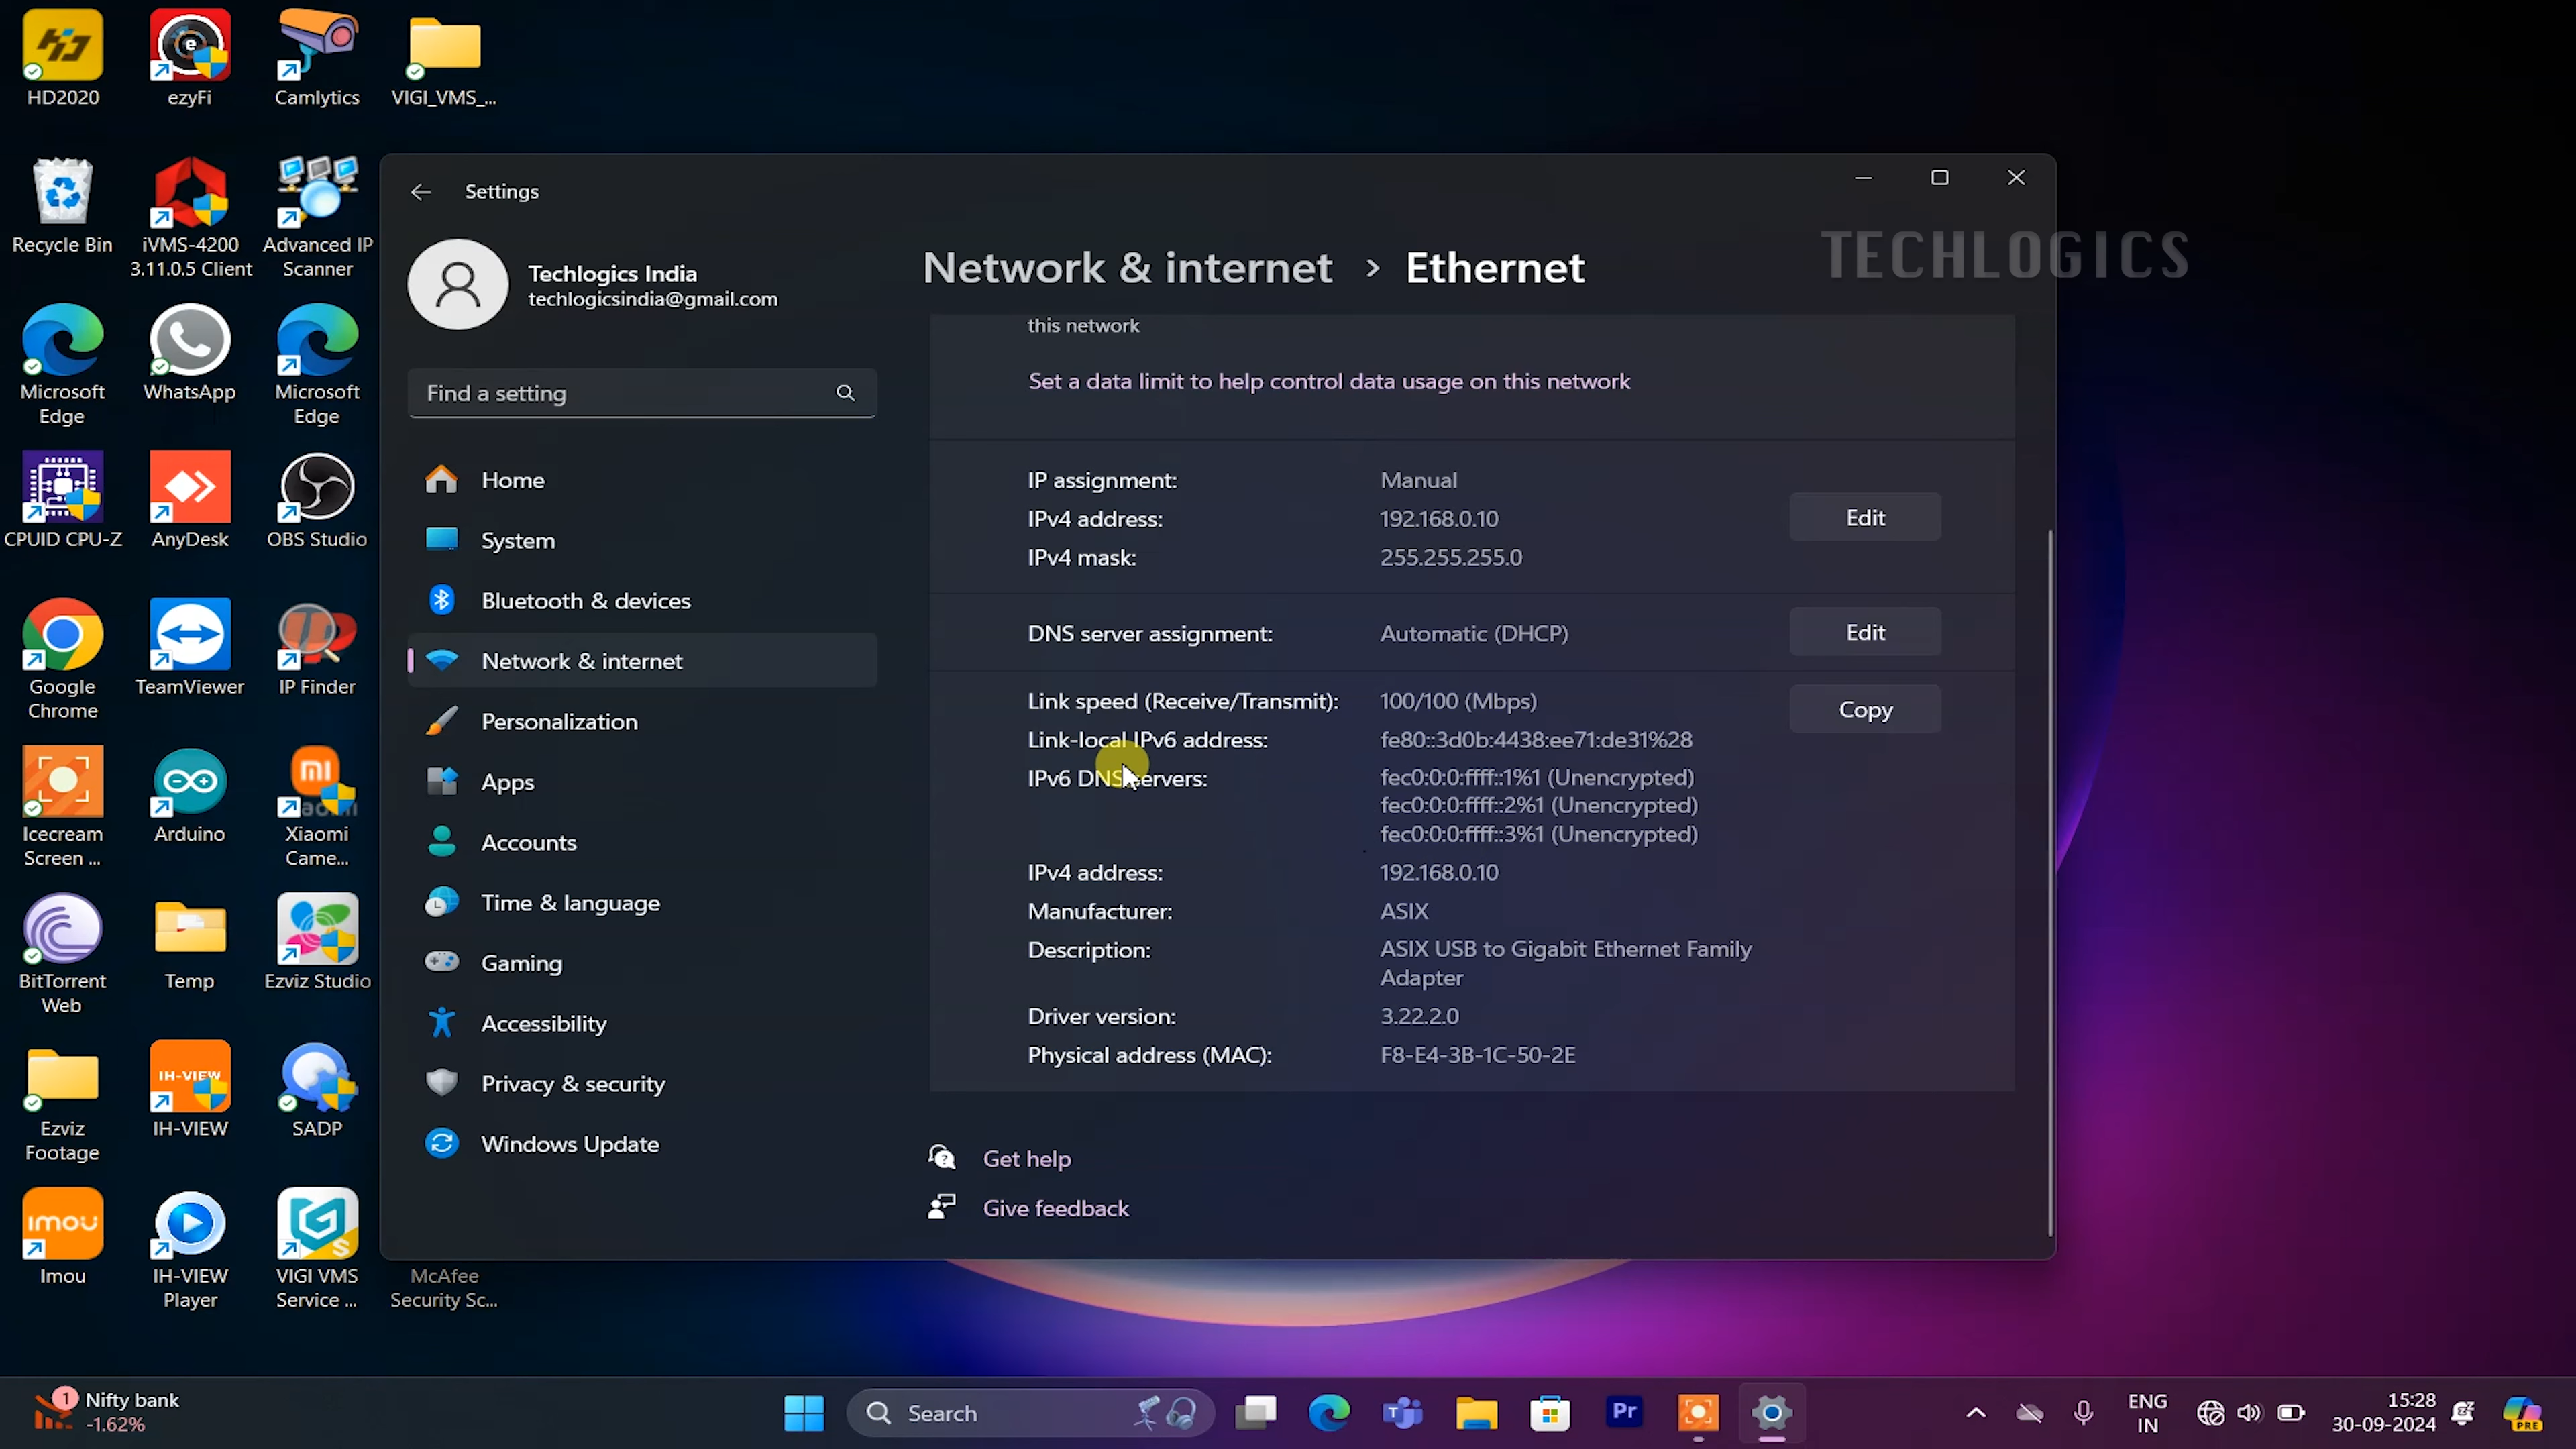 HD2020
ezyFi
Camlytics
VIGI_VMS_...
Recycle Bin
iVMS-4200
3.11.0.5 Client
Advanced IP
Scanner
Microsoft
Edge
WhatsApp
Microsoft
Edge
CPUID CPU-Z
AnyDesk
OBS Studio
Google
Chrome
TeamViewer
IP Finder
Icecream
Screen ...
Arduino
Xiaomi
Came...
BitTorrent
Web
Temp
Ezviz Studio
Ezviz
Footage
IH-VIEW
IH-VIEW
SADP
imou
Imou
IH-VIEW
Player
VIGI VMS
Service ...
McAfee
Security Sc...
Settings
TECHLOGICS
Techlogics India
techlogicsindia@gmail.com
Find a setting
Home
System
Bluetooth & devices
Network & internet
Personalization
Apps
Accounts
Time & language
Gaming
Accessibility
Privacy & security
Windows Update
Network & internet > Ethernet
this network
Set a data limit to help control data usage on this network
IP assignment: Manual
IPv4 address: 192.168.0.10
IPv4 mask: 255.255.255.0
Edit
DNS server assignment: Automatic (DHCP)
Edit
Link speed (Receive/Transmit): 100/100 (Mbps)
Copy
Link-local IPv6 address: fe80::3d0b:4438:ee71:de31%28
IPv6 DNS servers: fec0:0:0:ffff::1%1 (Unencrypted)
fec0:0:0:ffff::2%1 (Unencrypted)
fec0:0:0:ffff::3%1 (Unencrypted)
IPv4 address: 192.168.0.10
Manufacturer: ASIX
Description: ASIX USB to Gigabit Ethernet Family
Adapter
Driver version: 3.22.2.0
Physical address (MAC): F8-E4-3B-1C-50-2E
Get help
Give feedback
1
Nifty bank
-1.62%
Search
Pr
ENG
IN
15:28
30-09-2024
PRE